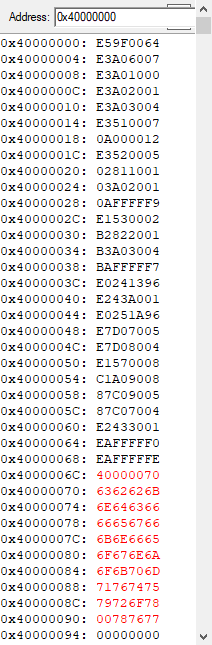 Address: 0x40000000
0x40000000: E59F0064
0x40000004: E3A06007
0x40000008: E3A01000
0x4000000C: E3A02001
0x40000010: E3A03004
0x40000014: E3510007
0x40000018: 0A000012
0x4000001C: E3520005
0x40000020: 02811001
0x40000024: 03A02001
0x40000028: 0AFFFFF9
0x4000002C: E1530002
0x40000030: B2822001
0x40000034: B3A03004
0x40000038: BAFFFFF7
0x4000003C: E0241396
0x40000040: E243A001
0x40000044: E0251A96
0x40000048: E7D07005
0x4000004C: E7D08004
0x40000050: E1570008
0x40000054: C1A09008
0x40000058: 87C09005
0x4000005C: 87C07004
0x40000060: E2433001
0x40000064: EAFFFFF0
0x40000068: EAFFFFFE
0x4000006C: 40000070
0x40000070: 6362626B
0x40000074: 6E646366
0x40000078: 66656766
0x4000007C: 6B6E6665
0x40000080: 6F676E6A
0x40000084: 6F6B706D
0x40000088: 71767475
0x4000008C: 79726F78
0x40000090: 00787677
0x40000094: 00000000